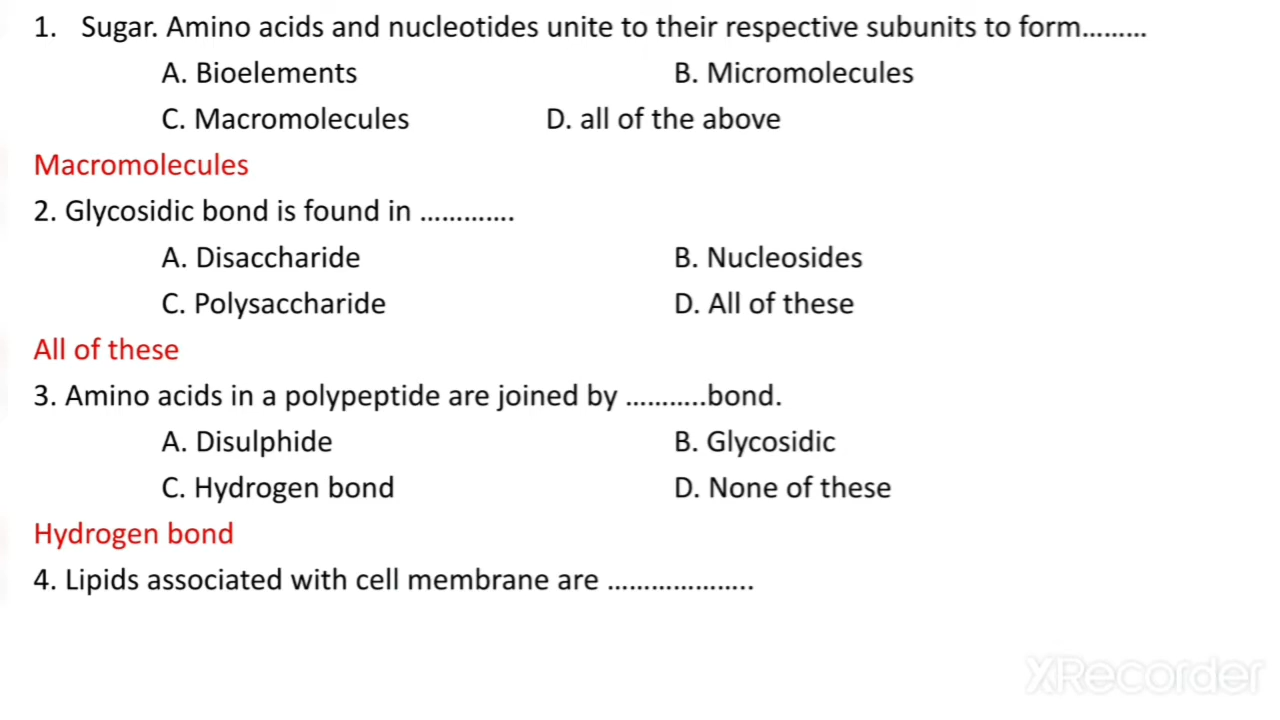 1. Sugar. Amino acids and nucleotides unite to their respective subunits to form.........
A. Bioelements B. Micromolecules
C. Macromolecules D. all of the above
Macromolecules
2. Glycosidic bond is found in .............
A. Disaccharide B. Nucleosides
C. Polysaccharide D. All of these
All of these
3. Amino acids in a polypeptide are joined by ...........bond.
A. Disulphide B. Glycosidic
C. Hydrogen bond D. None of these
Hydrogen bond
4. Lipids associated with cell membrane are ....................
XRecorder